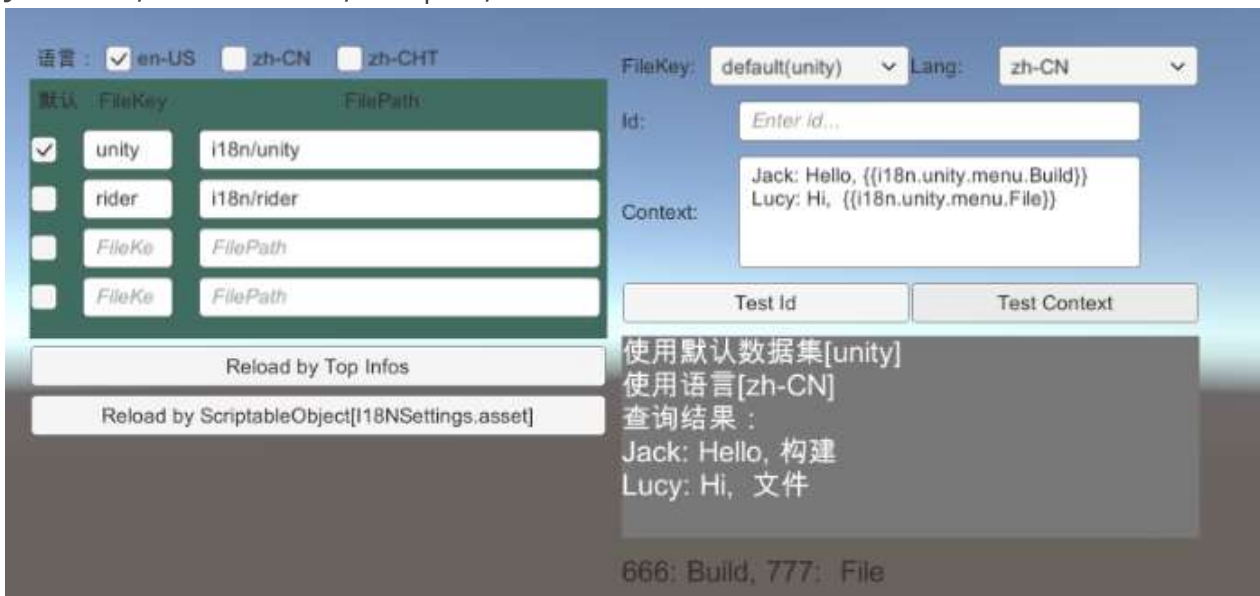 语言： en-US zh-CN zh-CHT
默认 FileKey FilePath
unity i18n/unity
rider i18n/rider
FileKe FilePath
FileKe FilePath
Reload by Top Infos
Reload by ScriptableObject[I18NSettings.asset]
FileKey: default(unity) Lang: zh-CN
Id: Enter id...
Context: Jack: Hello, {{i18n.unity.menu.Build}}
Lucy: Hi, {{i18n.unity.menu.File}}
Test Id Test Context
使用默认数据集[unity]
使用语言[zh-CN]
查询结果：
Jack: Hello, 构建
Lucy: Hi, 文件
666: Build, 777: File